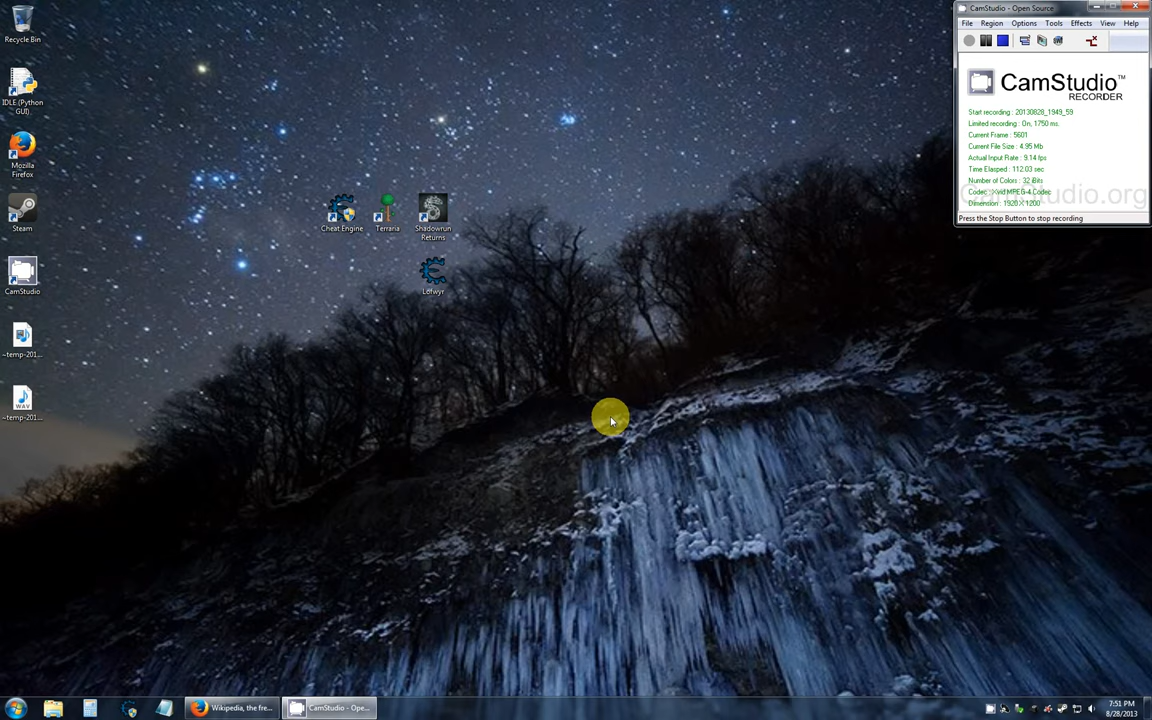 Recycle Bin
IDLE (Python
GUI)
Mozilla
Firefox
Steam
CamStudio
~temp-201...
~temp-201...
Cheat Engine
Terraria
Shadowrun
Returns
Lofwyr
CamStudio - Open Source
File Region Options Tools Effects View Help
CamStudio™
RECORDER
Start recording : 20130828_1949_59
Limited recording : On, 1750 ms.
Current Frame : 5601
Current File Size : 4.95 Mb
Actual Input Rate : 9.14 fps
Time Elasped : 112.03 sec
Number of Colors : 32 Bits
Codec : Xvid MPEG-4 Codec
Dimension : 1920 X 1200
CamStudio.org
Press the Stop Button to stop recording
Wikipedia, the fre...
CamStudio - Ope...
7:51 PM
8/28/2013